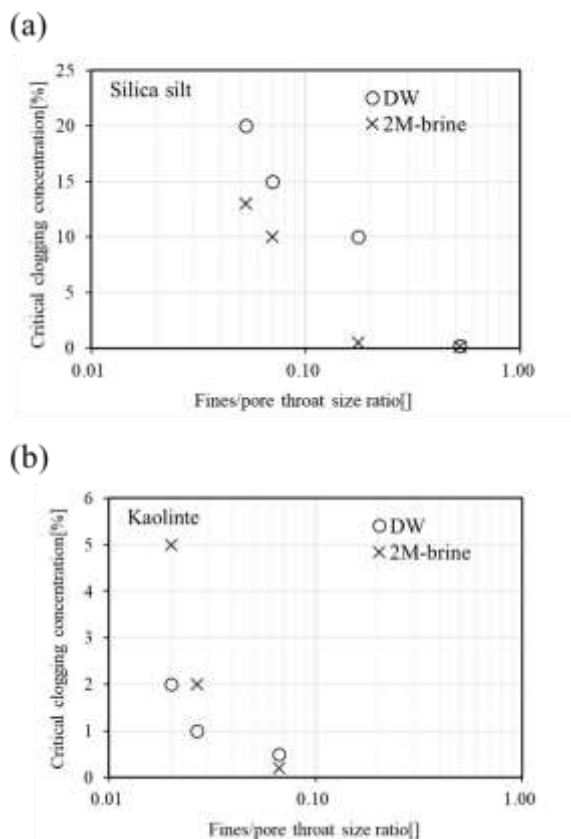 (a)
Critical clogging concentration[%]
25
20
15
10
5
0
Silica silt
DW
2M-brine
0.01
0.10
1.00
Fines/pore throat size ratio[]
(b)
Critical clogging concentration[%]
6
5
4
3
2
1
0
Kaolinte
DW
2M-brine
0.01
0.10
1.00
Fines/pore throat size ratio[]